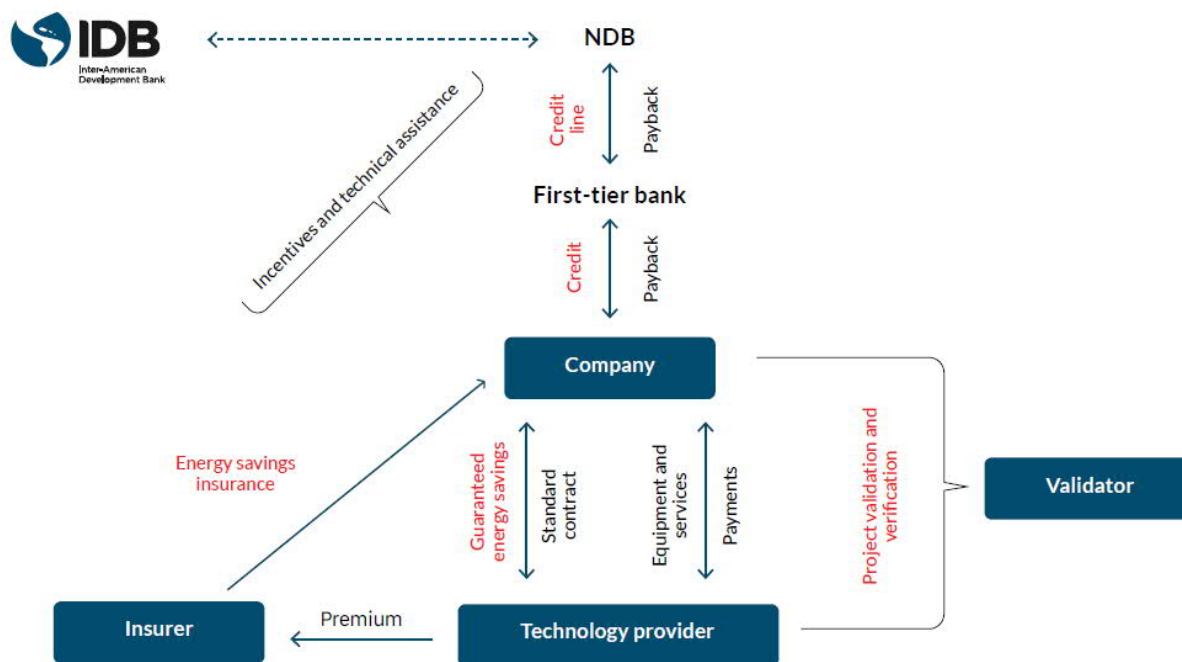 IDB
Inter-American
Development Bank
NDB
Credit
line
Payback
Incentives and technical assistance
First-tier bank
Credit
Payback
Company
Energy savings
insurance
Guaranteed
energy savings
Standard
contract
Equipment and
services
Payments
Project validation and
verification
Validator
Insurer
Premium
Technology provider